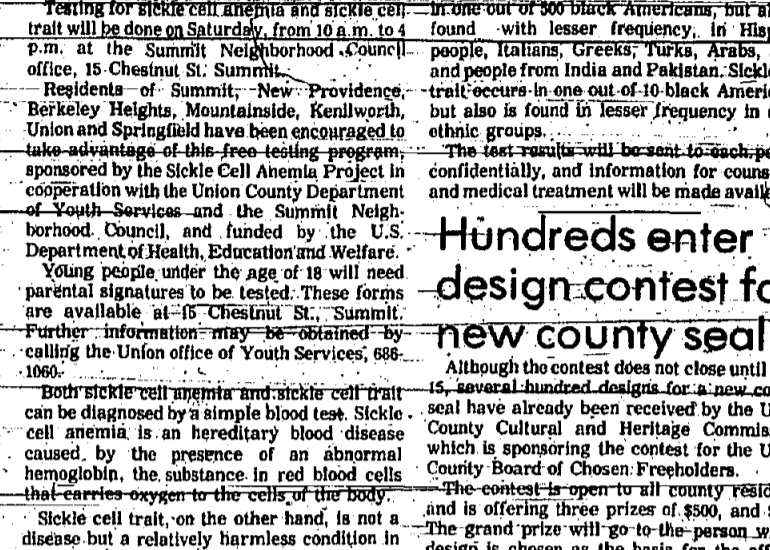 Testing for sickle cell anemia and sickle cell
trait will be done on Saturday, from 10 a.m. to 4
p.m. at the Summit Neighborhood Council
office, 15 Chestnut St. Summit.
Residents of Summit, New Providence,
Berkeley Heights, Mountainside, Kenilworth,
Union and Springfield have been encouraged to
take advantage of this free testing program,
sponsored by the Sickle Cell Anemia Project in
cooperation with the Union County Department
of Youth Services and the Summit Neigh-
borhood Council, and funded by the U.S.
Department of Health, Education and Welfare.
Young people under the age of 18 will need
parental signatures to be tested. These forms
are available at 15 Chestnut St., Summit.
Further information may be obtained by
calling the Union office of Youth Services, 686-
1060.
Both sickle cell anemia and sickle cell trait
can be diagnosed by a simple blood test. Sickle
cell anemia is an hereditary blood disease
caused by the presence of an abnormal
hemoglobin, the substance in red blood cells
that carries oxygen to the cells of the body.
Sickle cell trait, on the other hand, is not a
disease but a relatively harmless condition in
in one out of 500 black Americans, but a
found with lesser frequency, in His
people, Italians, Greeks, Turks, Arabs,
and people from India and Pakistan. Sickl
trait occurs in one out of 10 black Ameri
but also is found in lesser frequency in
ethnic groups.
The test results will be sent to each pe
confidentially, and information for couns
and medical treatment will be made avail
Hundreds enter
design contest fo
new county seal
Although the contest does not close until
15, several hundred designs for a new co
seal have already been received by the U
County Cultural and Heritage Commis
which is sponsoring the contest for the U
County Board of Chosen Freeholders.
The contest is open to all county resid
and is offering three prizes of $500, and
The grand prize will go to the person w
design is chosen as the basis for the off